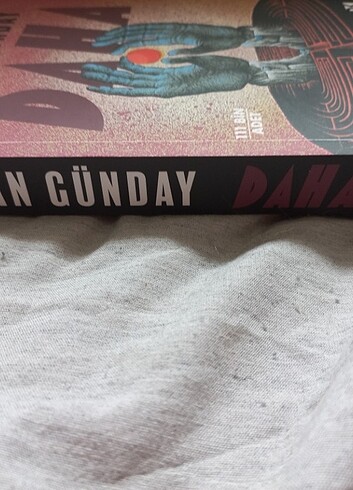 DAHA
111 BİN
ADET
AN GÜNDAY DAHA